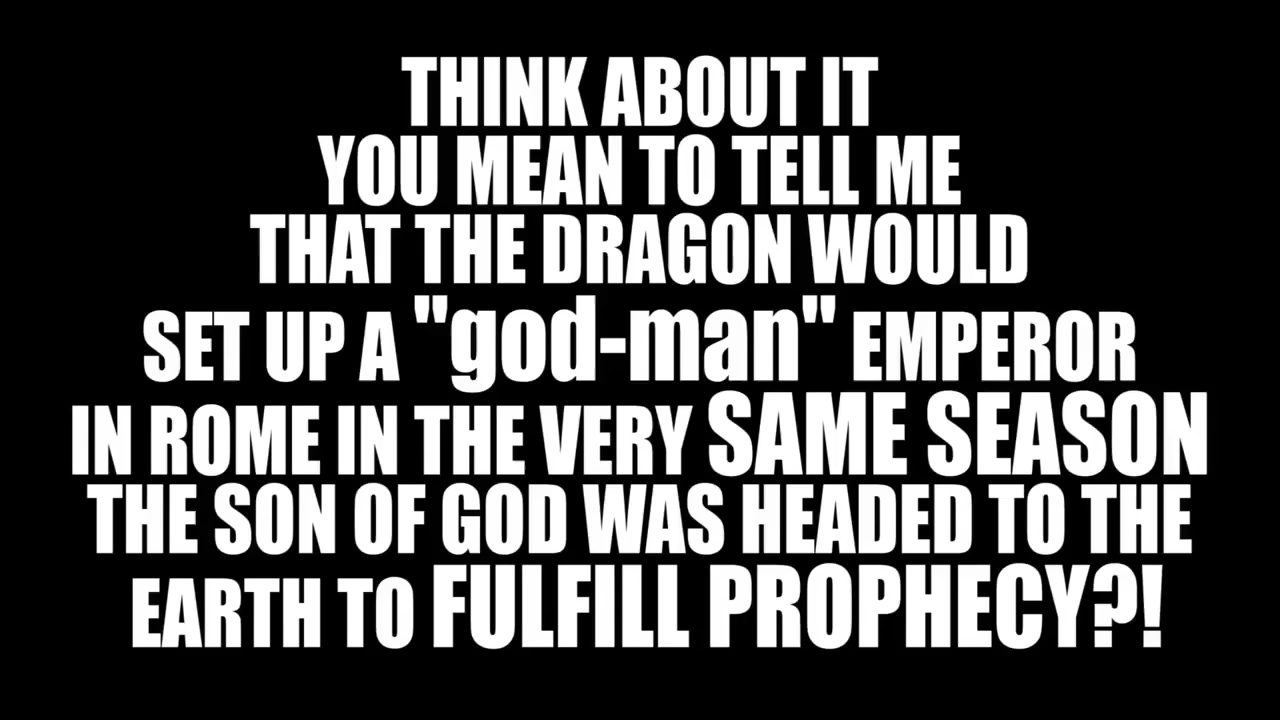 THINK ABOUT IT
YOU MEAN TO TELL ME
THAT THE DRAGON WOULD
SET UP A "god-man" EMPEROR
IN ROME IN THE VERY SAME SEASON
THE SON OF GOD WAS HEADED TO THE
EARTH TO FULFILL PROPHECY?!